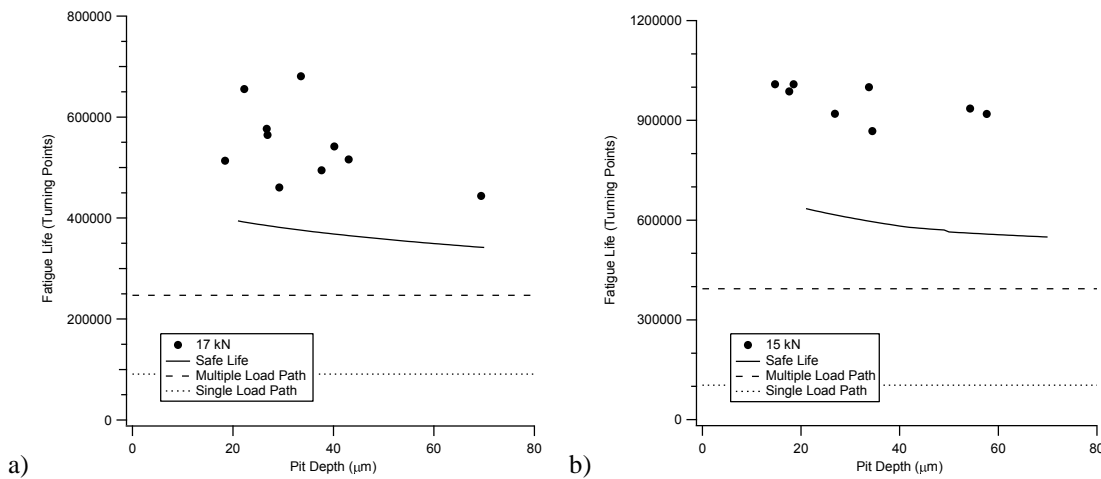 800000
600000
400000
200000
0
Fatigue Life (Turning Points)
17 kN
Safe Life
Multiple Load Path
Single Load Path
0 20 40 60 80
Pit Depth (μm)
a)
1200000
900000
600000
300000
0
Fatigue Life (Turning Points)
15 kN
Safe Life
Multiple Load Path
Single Load Path
0 20 40 60 80
Pit Depth (μm)
b)